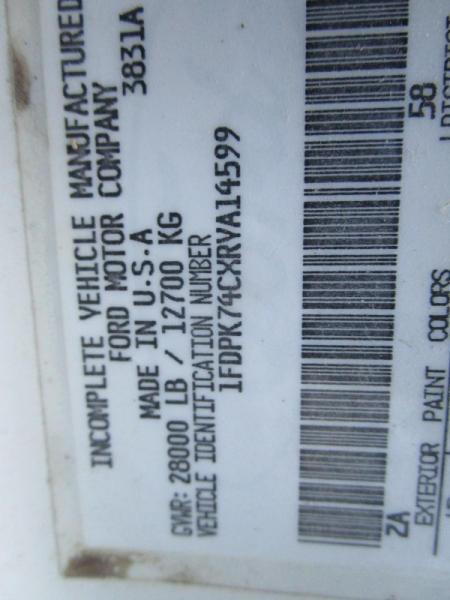 INCOMPLETE VEHICLE MANUFACTURED
FORD MOTOR COMPANY
3831A
MADE IN U.S.A
GVWR: 28000 LB / 12700 KG
VEHICLE IDENTIFICATION NUMBER
1FDPK74CXRVA14599
2A
58
EXTERIOR PAINT COLORS